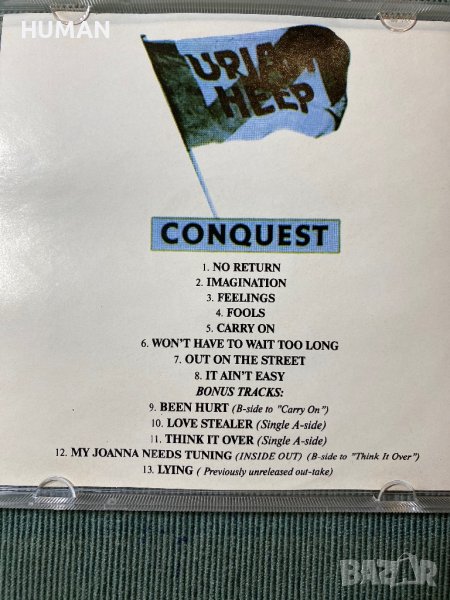 HUMAN
URIAH
HEEP
CONQUEST
1. NO RETURN
2. IMAGINATION
3. FEELINGS
4. FOOLS
5. CARRY ON
6. WON'T HAVE TO WAIT TOO LONG
7. OUT ON THE STREET
8. IT AIN'T EASY
BONUS TRACKS:
9. BEEN HURT (B-side to "Carry On")
10. LOVE STEALER (Single A-side)
11. THINK IT OVER (Single A-side)
12. MY JOANNA NEEDS TUNING (INSIDE OUT) (B-side to "Think It Over")
13. LYING ( Previously unreleased out-take)
BAZAR